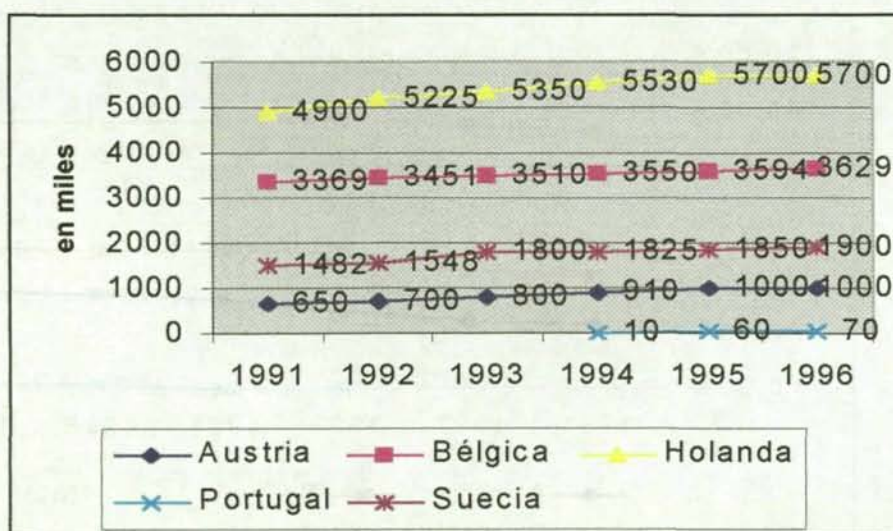 6000
5000
4000
3000
2000
1000
0
en miles
4900 5225 5350 5530 5700 5700
3369 3451 3510 3550 3594 3629
1482 1548 1800 1825 1850 1900
650 700 800 910 1000 1000
10 60 70
1991 1992 1993 1994 1995 1996
Austria Bélgica Holanda
Portugal Suecia